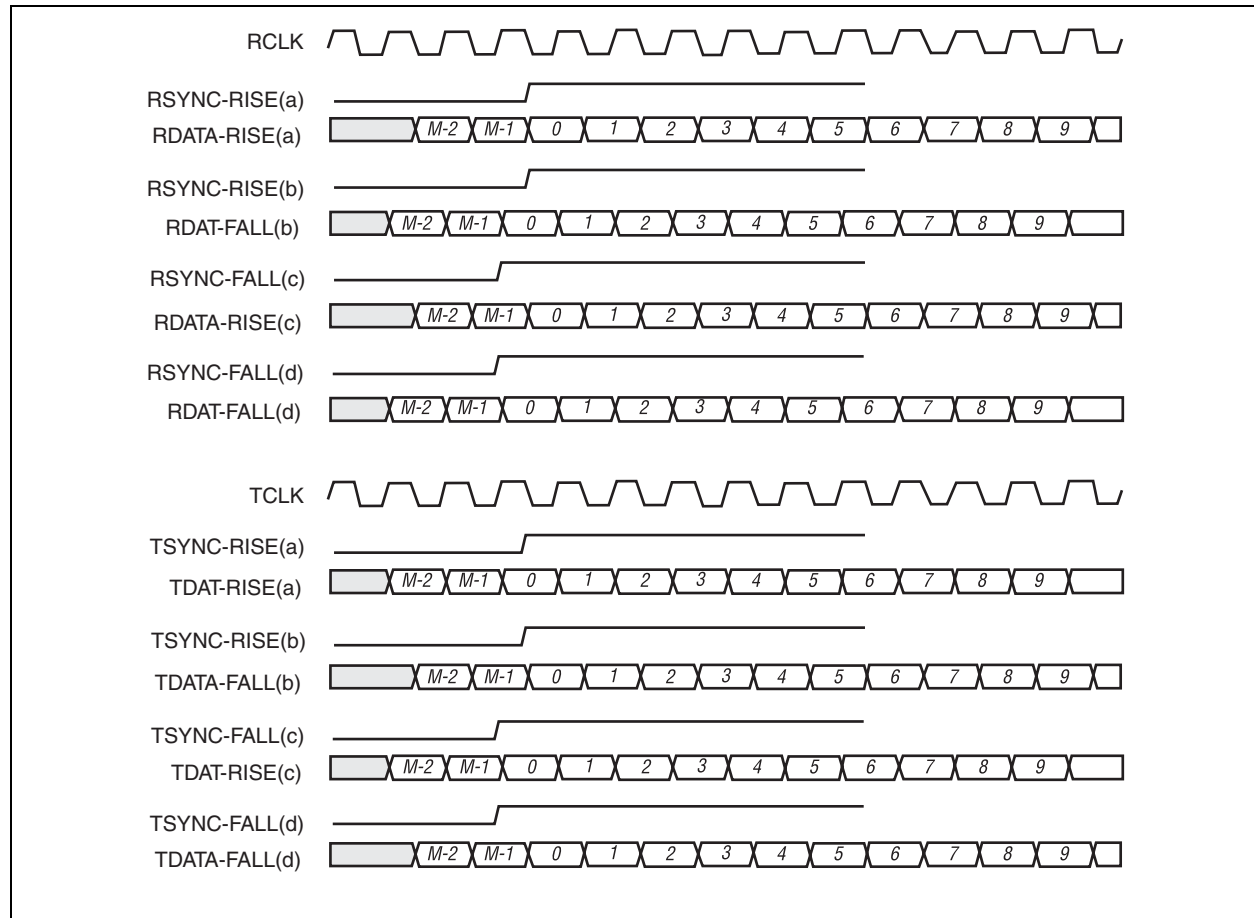 RCLK
RSYNC-RISE(a)
RDATA-RISE(a) M-2 M-1 0 1 2 3 4 5 6 7 8 9
RSYNC-RISE(b)
RDAT-FALL(b) M-2 M-1 0 1 2 3 4 5 6 7 8 9
RSYNC-FALL(c)
RDATA-RISE(c) M-2 M-1 0 1 2 3 4 5 6 7 8 9
RSYNC-FALL(d)
RDAT-FALL(d) M-2 M-1 0 1 2 3 4 5 6 7 8 9
TCLK
TSYNC-RISE(a)
TDAT-RISE(a) M-2 M-1 0 1 2 3 4 5 6 7 8 9
TSYNC-RISE(b)
TDATA-FALL(b) M-2 M-1 0 1 2 3 4 5 6 7 8 9
TSYNC-FALL(c)
TDAT-RISE(c) M-2 M-1 0 1 2 3 4 5 6 7 8 9
TSYNC-FALL(d)
TDATA-FALL(d) M-2 M-1 0 1 2 3 4 5 6 7 8 9